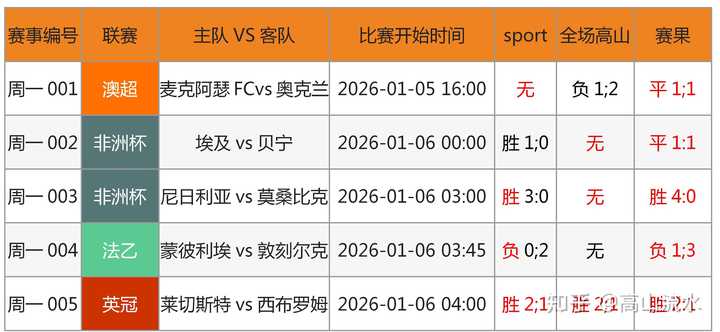 赛事编号 联赛 主队 VS 客队 比赛开始时间 sport 全场高山 赛果
周一 001 澳超 麦克阿瑟 FCvs 奥克兰 2026-01-05 16:00 无 负 1;2 平 1;1
周一 002 非洲杯 埃及 vs 贝宁 2026-01-06 00:00 胜 1;0 无 平 1:1
周一 003 非洲杯 尼日利亚 vs 莫桑比克 2026-01-06 03:00 胜 3:0 无 胜 4:0
周一 004 法乙 蒙彼利埃 vs 敦刻尔克 2026-01-06 03:45 负 0;2 无 负 1;3
周一 005 英冠 莱切斯特 vs 西布罗姆 2026-01-06 04:00 胜 2;1 胜 2;1 胜 2:1
知乎 @高山流水